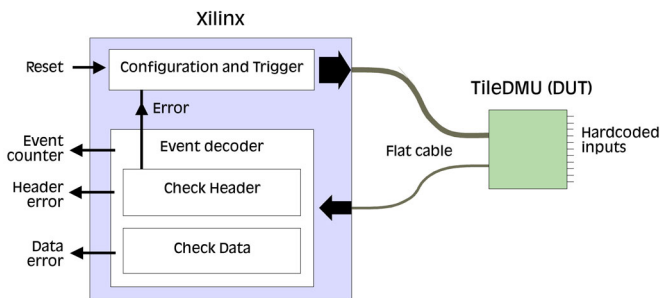 Xilinx
Reset
Configuration and Trigger
Error
TileDMU (DUT)
Hardcoded
inputs
Flat cable
Event
counter
Event decoder
Header
error
Check Header
Data
error
Check Data